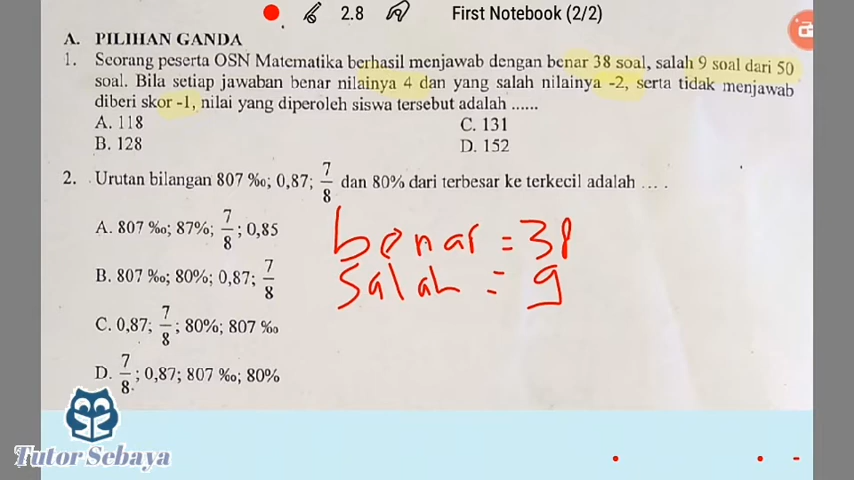 2.8 First Notebook (2/2)
A. PILIHAN GANDA
1. Seorang peserta OSN Matematika berhasil menjawab dengan benar 38 soal, salah 9 soal dari 50
soal. Bila setiap jawaban benar nilainya 4 dan yang salah nilainya -2, serta tidak menjawab
diberi skor -1, nilai yang diperoleh siswa tersebut adalah ......
A. 118
B. 128
C. 131
D. 152
2. Urutan bilangan 807 ‰; 0,87; 7/8 dan 80% dari terbesar ke terkecil adalah ... .
A. 807 ‰; 87%; 7/8; 0,85
B. 807 ‰; 80%; 0,87; 7/8
C. 0,87; 7/8; 80%; 807 ‰
D. 7/8; 0,87; 807 ‰; 80%
benar = 38
salah = 9
Tutor Sebaya